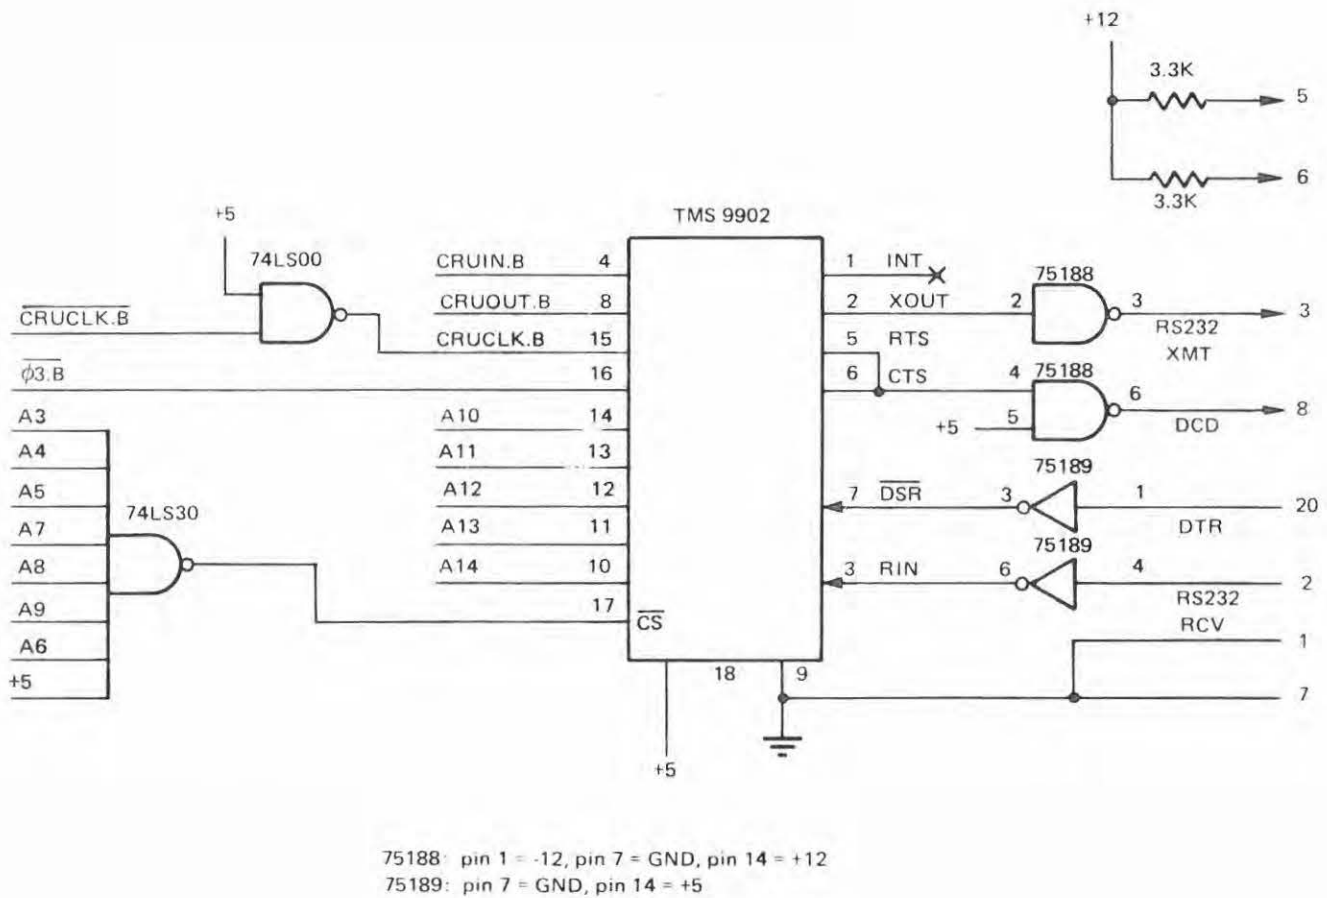 +12
3.3K
5
6
3.3K
TMS 9902
+5
74LS00
CRUIN.B 4
1 INT
75188
CRUOUT.B 8
2 XOUT
2
3
3
CRUCLK.B
CRUCLK.B 15
5 RTS
RS232
XMT
φ3.B
16
6 CTS
75188
4
6
8
A3
A10 14
+5
5
DCD
A4
A11 13
75189
A5
A12 12
7 DSR
3
1
20
74LS30
A7
A13 11
DTR
75189
A8
A14 10
3 RIN
6
4
2
A9
17
CS
RS232
RCV
A6
1
+5
18
9
7
+5
75188: pin 1 = -12, pin 7 = GND, pin 14 = +12
75189: pin 7 = GND, pin 14 = +5